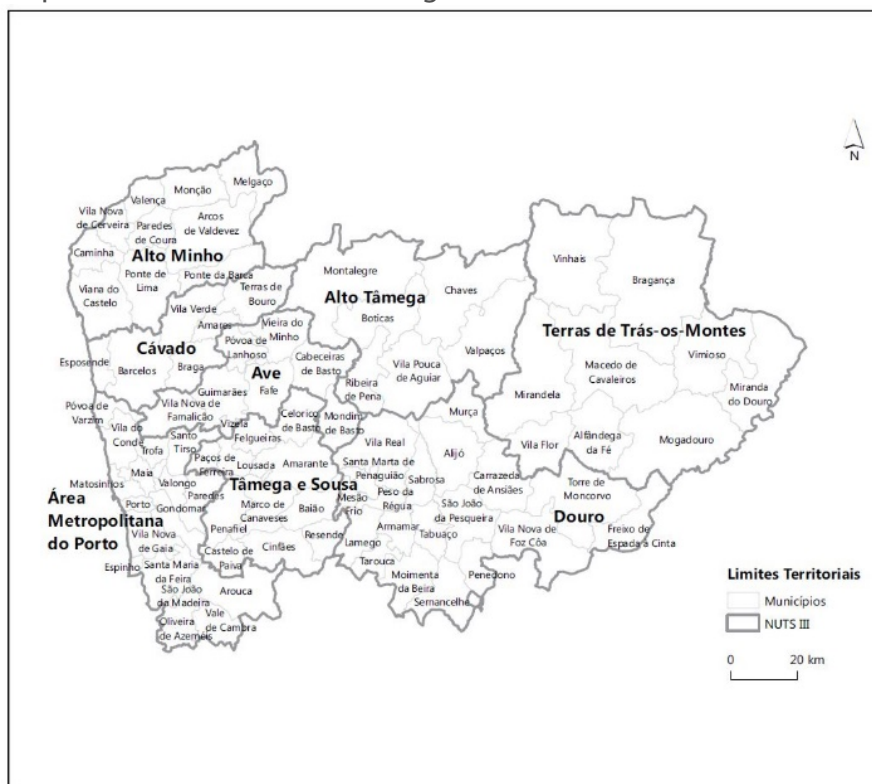 N
Melgaço
Monção
Valença
Vila Nova
de Cerveira
Arcos
de Valdevez
Paredes
de Coura
Caminha
Alto Minho
Ponte de
Lima
Ponte da Barca
Viana do
Castelo
Terras de
Bouro
Vila Verde
Amares
Vieira do
Minho
Póvoa de
Lanhoso
Cávado
Esposende
Barcelos
Braga
Ave
Fafe
Cabeceiras
de Basto
Guimarães
Vila Nova de
Famalicão
Vizela
Celorico
de Basto
Mondim
de Basto
Montalegre
Chaves
Alto Tâmega
Boticas
Valpaços
Vila Pouca
de Aguiar
Ribeira
de Pena
Vinhais
Bragança
Terras de Trás-os-Montes
Vimioso
Macedo de
Cavaleiros
Miranda
do Douro
Mirandela
Vila Flor
Alfândega
da Fé
Mogadouro
Póvoa de
Varzim
Vila do
Conde
Santo
Tirso
Trofa
Maia
Matosinhos
Valongo
Paredes
Porto
Gondomar
Área
Metropolitana
do Porto
Vila Nova
de Gaia
Espinho
Santa Maria
da Feira
São João
da Madeira
Arouca
Oliveira
de Azeméis
Vale
de Cambra
Felgueiras
Paços de
Ferreira
Lousada
Amarante
Tâmega e Sousa
Marco de
Canaveses
Baião
Penafiel
Resende
Cinfães
Castelo de
Paiva
Murça
Vila Real
Alijó
Santa Marta de
Penaguião
Sabrosa
Carrazeda
de Ansiães
Mesão
Frio
Peso da
Régua
São João
da Pesqueira
Torre de
Moncorvo
Douro
Armamar
Tabuaço
Vila Nova de
Foz Côa
Freixo de
Espada à Cinta
Lamego
Tarouca
Moimenta
da Beira
Penedono
Sernancelhe
Limites Territoriais
Municípios
NUTS III
0 20 km